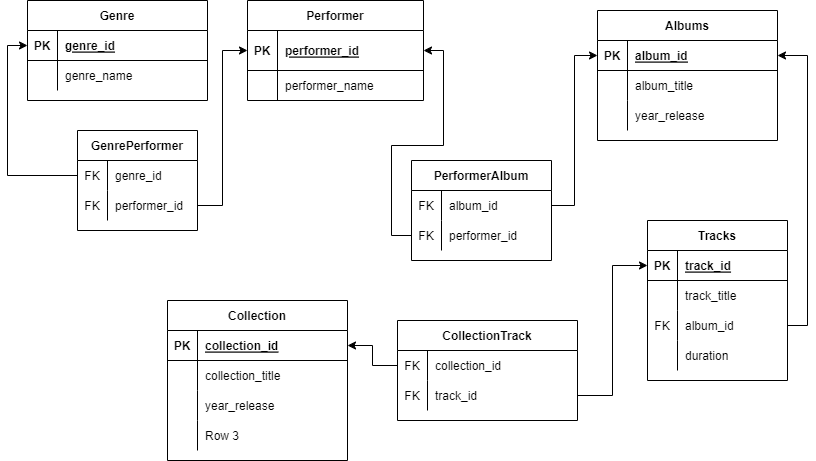 Genre
PK genre_id
genre_name
Performer
PK performer_id
performer_name
Albums
PK album_id
album_title
year_release
GenrePerformer
FK genre_id
FK performer_id
PerformerAlbum
FK album_id
FK performer_id
Tracks
PK track_id
track_title
FK album_id
duration
Collection
PK collection_id
collection_title
year_release
Row 3
CollectionTrack
FK collection_id
FK track_id